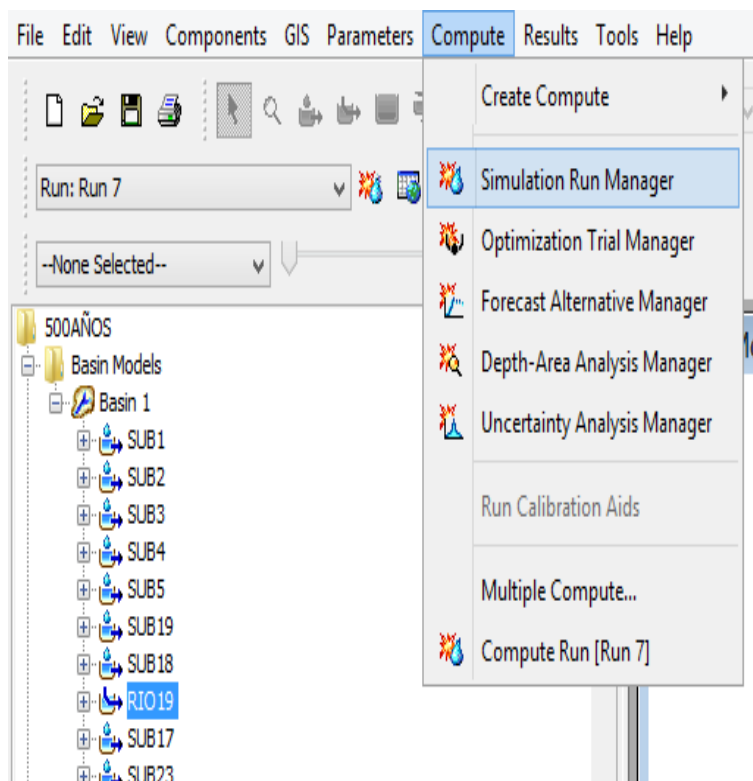 File Edit View Components GIS Parameters Compute Results Tools Help
Create Compute
Run: Run 7
Simulation Run Manager
Optimization Trial Manager
--None Selected--
Forecast Alternative Manager
Depth-Area Analysis Manager
Uncertainty Analysis Manager
Run Calibration Aids
Multiple Compute...
Compute Run [Run 7]
500AÑOS
Basin Models
Basin 1
SUB1
SUB2
SUB3
SUB4
SUB5
SUB19
SUB18
RIO19
SUB17
SUB23